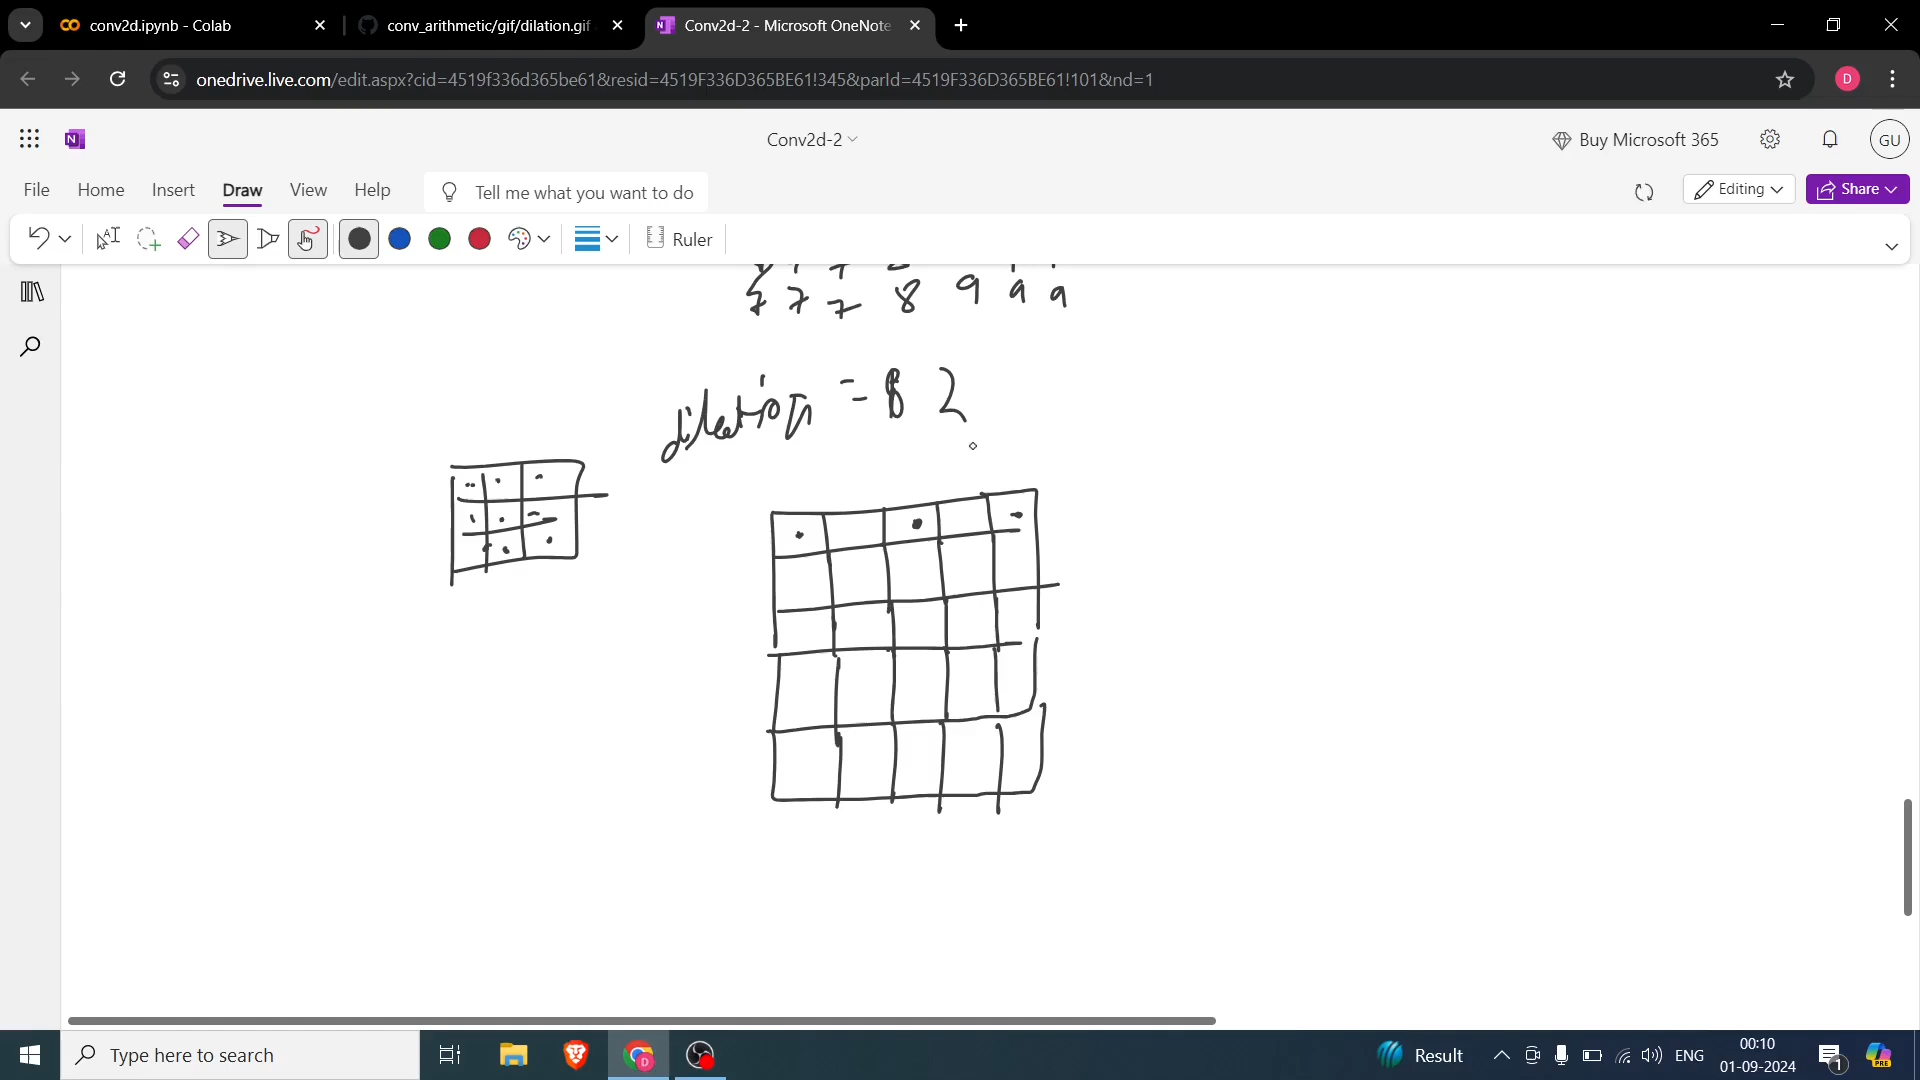 conv2d.ipynb - Colab
conv_arithmetic/gif/dilation.gif
Conv2d-2 - Microsoft OneNote
onedrive.live.com/edit.aspx?cid=4519f336d365be61&resid=4519F336D365BE61!345&parId=4519F336D365BE61!101&nd=1
D
N
Conv2d-2
Buy Microsoft 365
GU
File Home Insert Draw View Help
Tell me what you want to do
Editing
Share
Ruler
7 7 7 8 9 9 9
dilation = 2
Type here to search
D
Result
ENG
00:10
01-09-2024
1
PRE